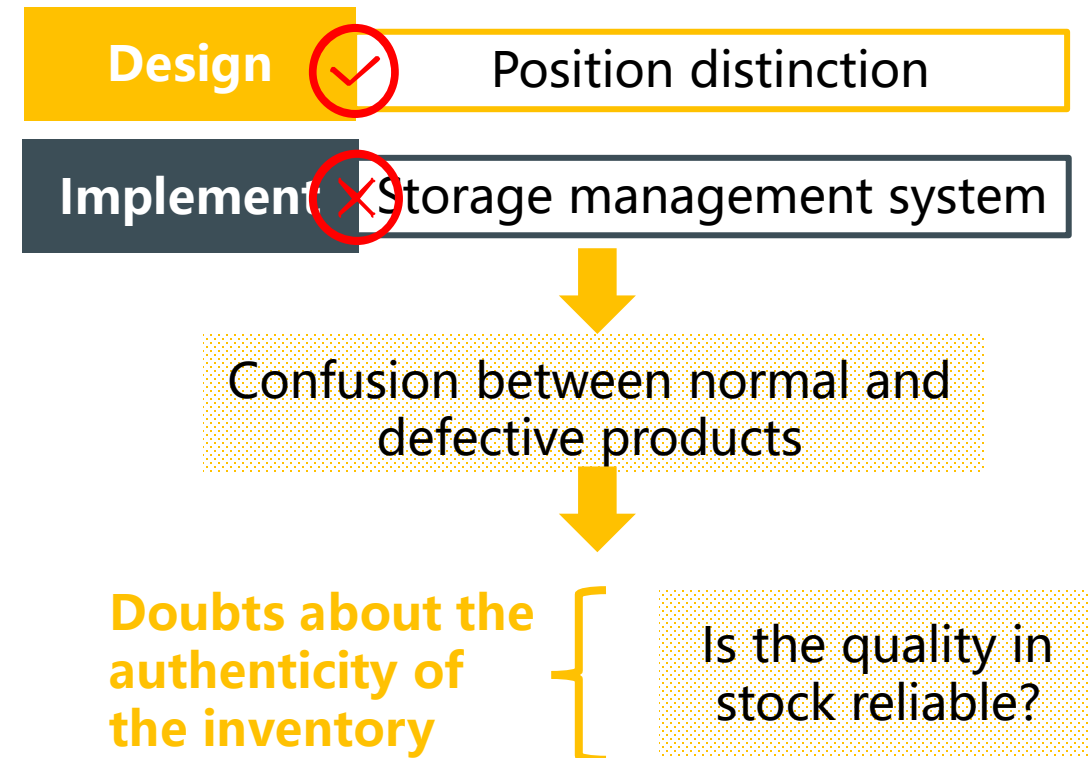 Design
Position distinction
Implement
Storage management system
Confusion between normal and
defective products
Doubts about the
authenticity of
the inventory
Is the quality in
stock reliable?